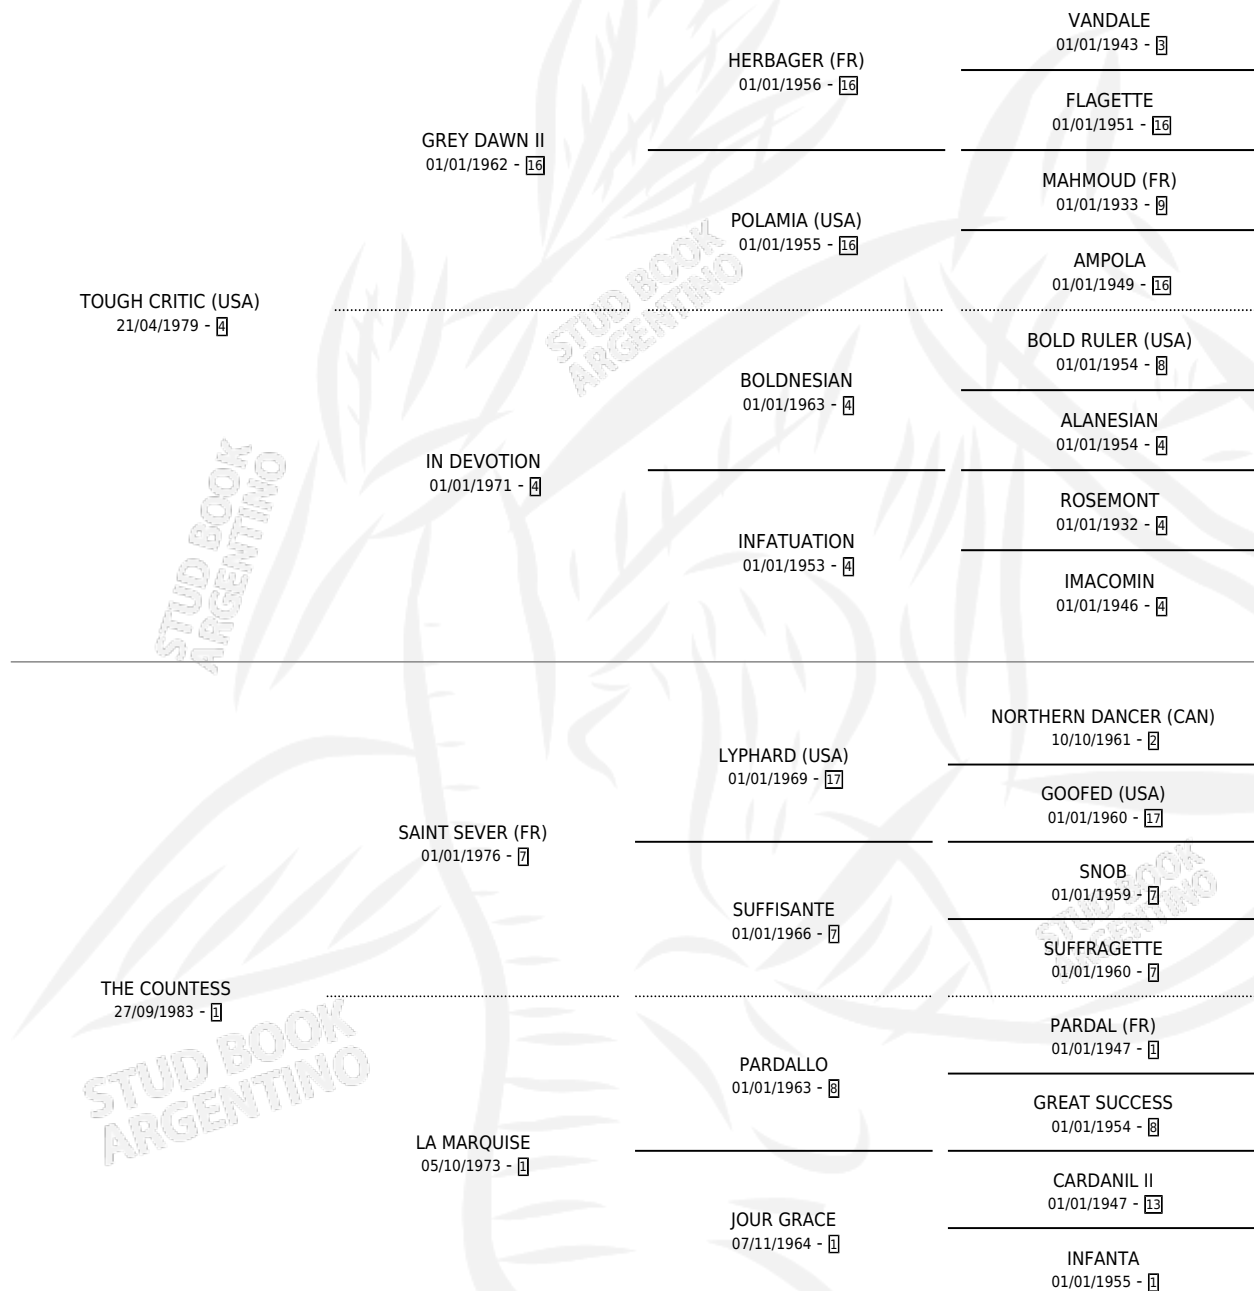 VANDALE
01/01/1943 - 3
HERBAGER (FR)
01/01/1956 - 16
FLAGETTE
01/01/1951 - 16
GREY DAWN II
01/01/1962 - 16
MAHMOUD (FR)
01/01/1933 - 9
POLAMIA (USA)
01/01/1955 - 16
AMPOLA
01/01/1949 - 16
TOUGH CRITIC (USA)
21/04/1979 - 4
BOLD RULER (USA)
01/01/1954 - 8
BOLDNESIAN
01/01/1963 - 4
ALANESIAN
01/01/1954 - 4
IN DEVOTION
01/01/1971 - 4
ROSEMONT
01/01/1932 - 4
INFATUATION
01/01/1953 - 4
IMACOMIN
01/01/1946 - 4
NORTHERN DANCER (CAN)
10/10/1961 - 2
LYPHARD (USA)
01/01/1969 - 17
GOOFED (USA)
01/01/1960 - 17
SAINT SEVER (FR)
01/01/1976 - 7
SNOB
01/01/1959 - 7
SUFFISANTE
01/01/1966 - 7
SUFFRAGETTE
01/01/1960 - 7
THE COUNTESS
27/09/1983 - 1
PARDAL (FR)
01/01/1947 - 1
PARDALLO
01/01/1963 - 8
GREAT SUCCESS
01/01/1954 - 8
LA MARQUISE
05/10/1973 - 1
CARDANIL II
01/01/1947 - 13
JOUR GRACE
07/11/1964 - 1
INFANTA
01/01/1955 - 1
STUD BOOK
ARGENTINO
STUD BOOK
ARGENTINO
STUD BOOK
ARGENTINO
STUD BOOK
ARGENTINO